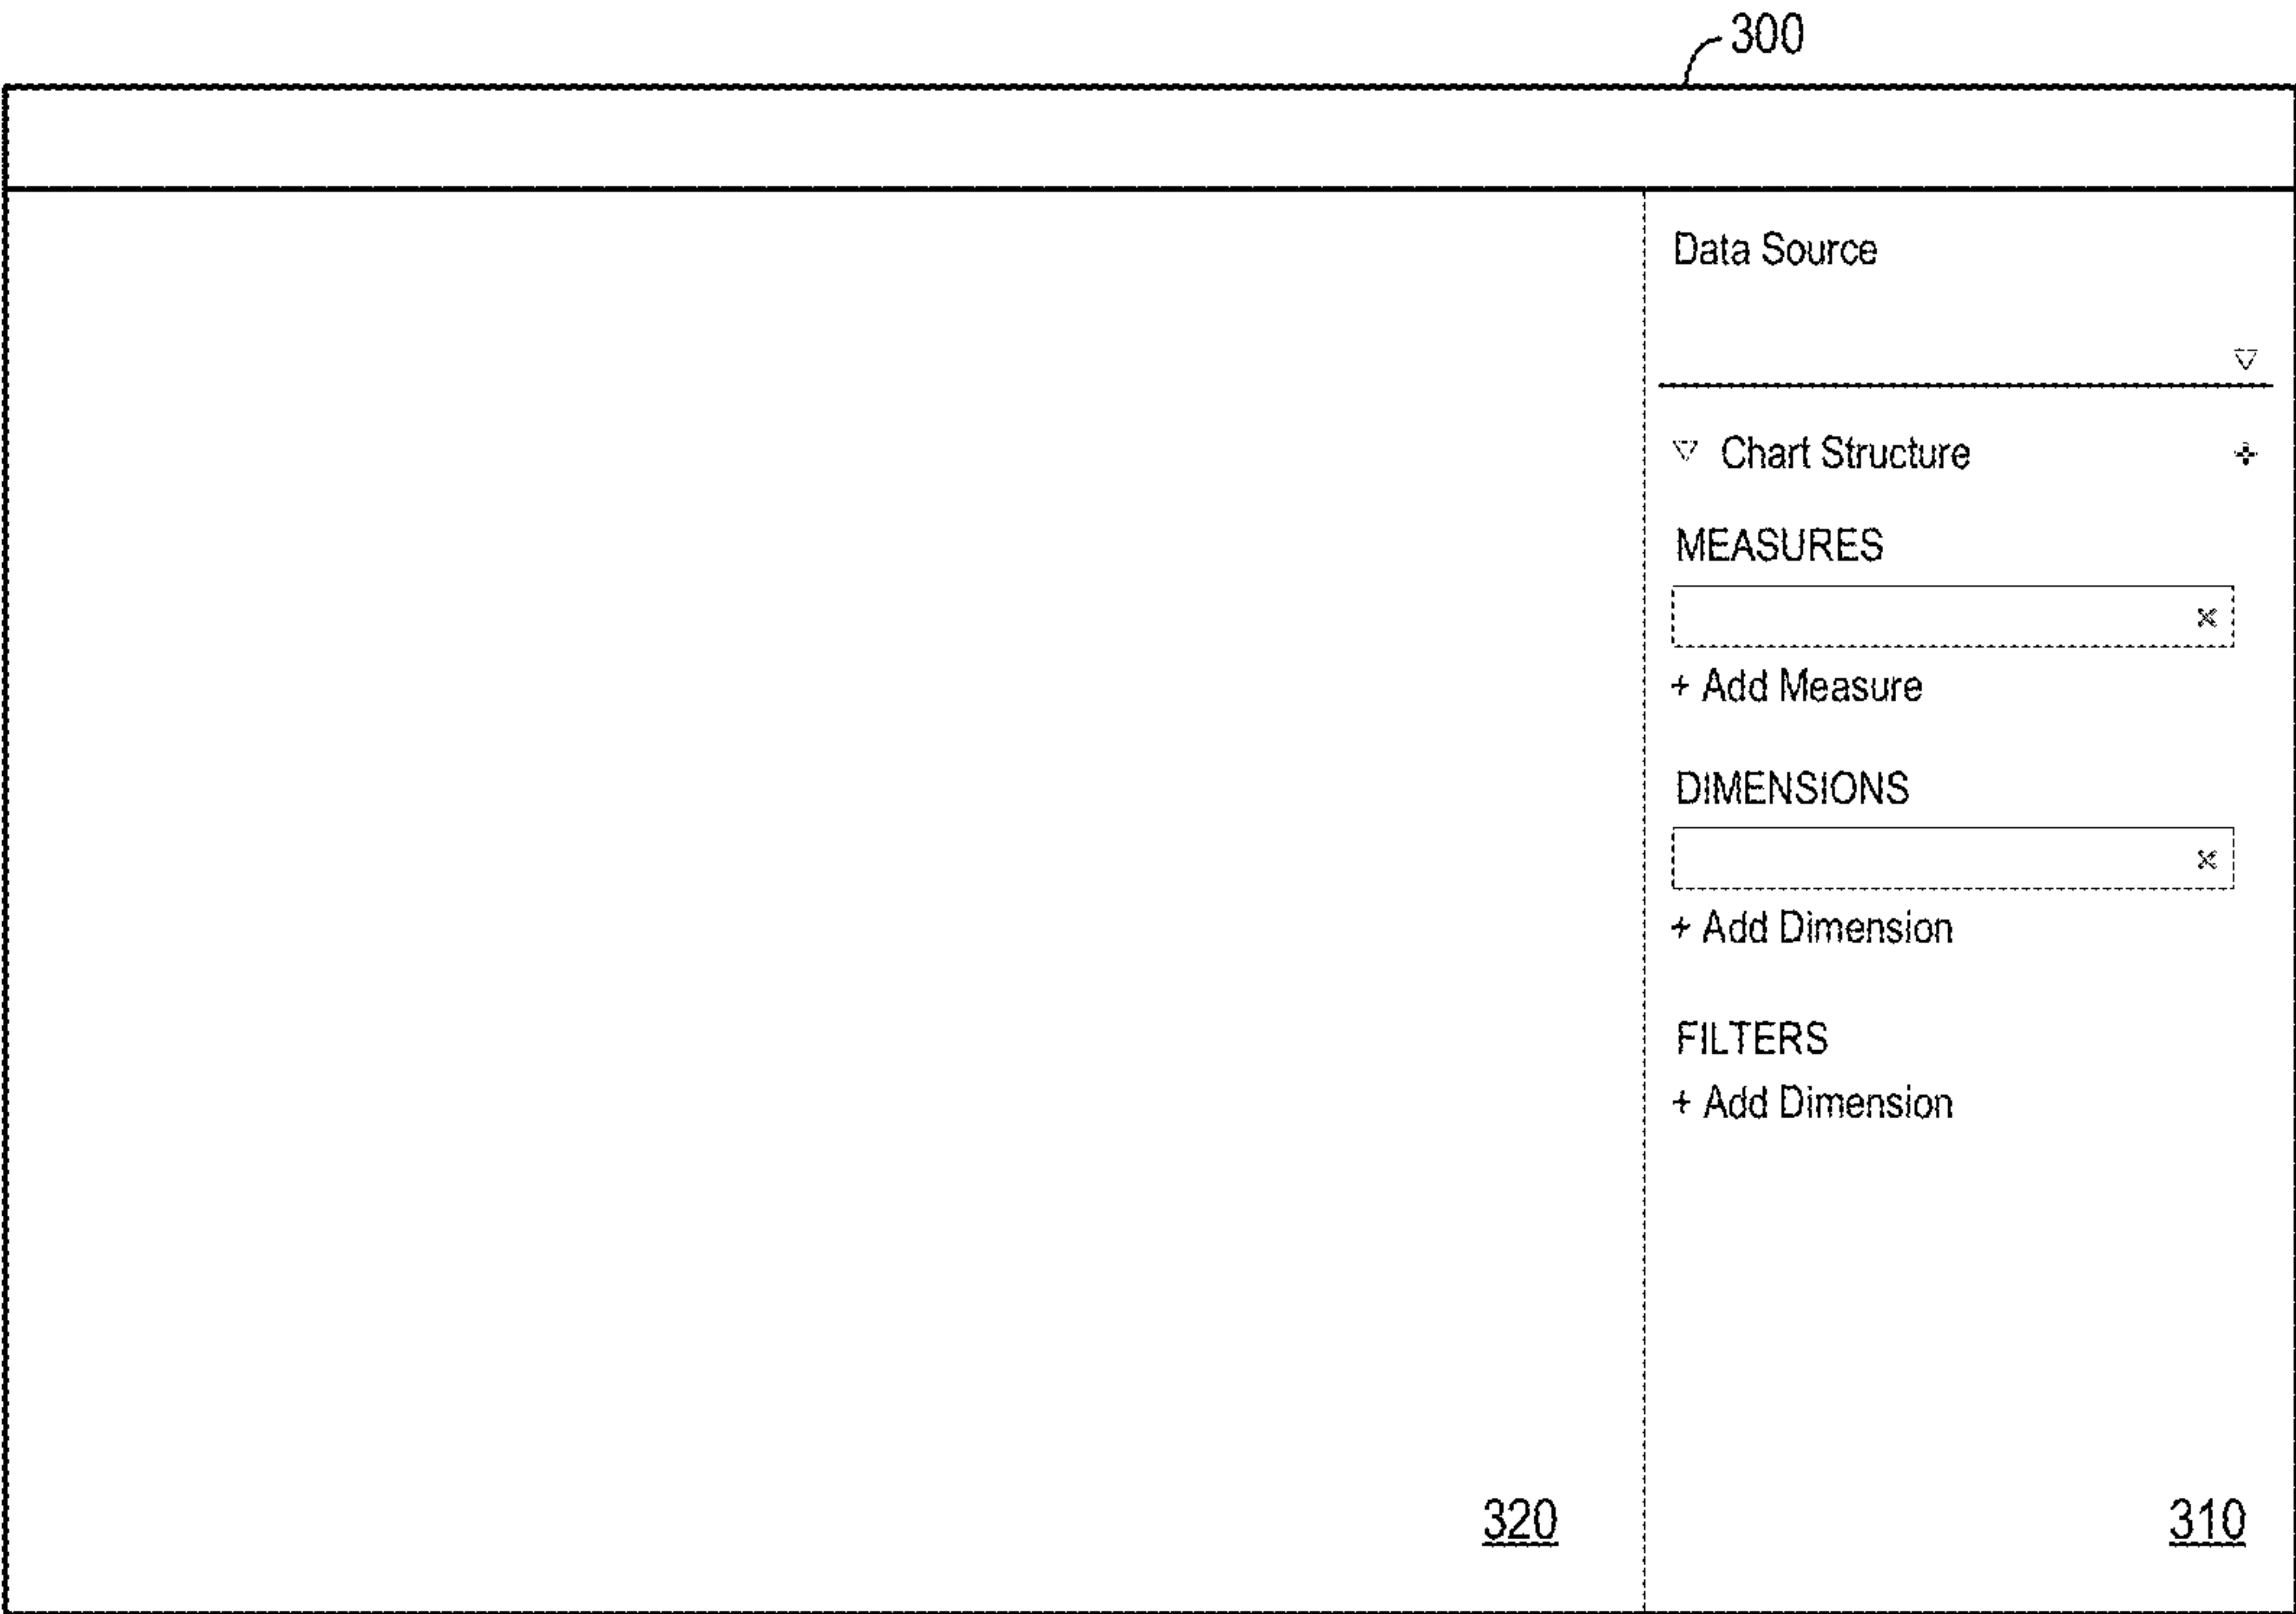 300
Data Source
Chart Structure
MEASURES
+ Add Measure
DIMENSIONS
+ Add Dimension
FILTERS
+ Add Dimension
320
310